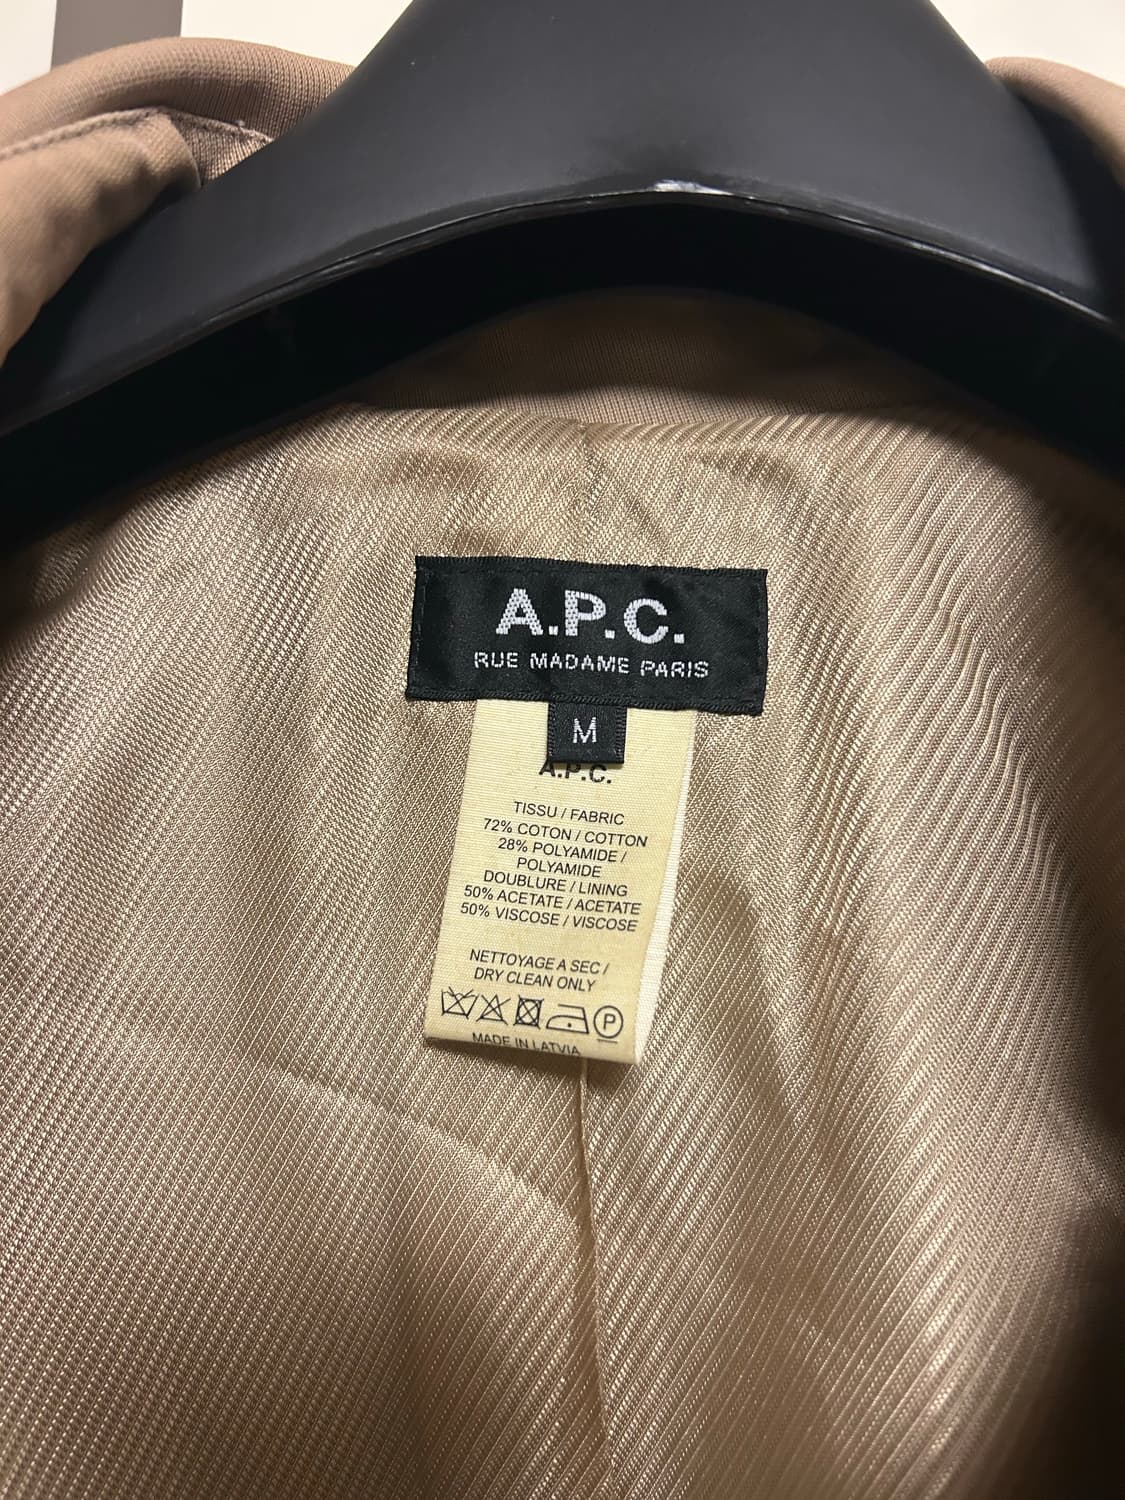 A.P.C.
RUE MADAME PARIS
M
A.P.C.
TISSU / FABRIC
72% COTON / COTTON
28% POLYAMIDE /
POLYAMIDE
DOUBLURE / LINING
50% ACETATE / ACETATE
50% VISCOSE / VISCOSE
NETTOYAGE A SEC /
DRY CLEAN ONLY
P
MADE IN LATVIA